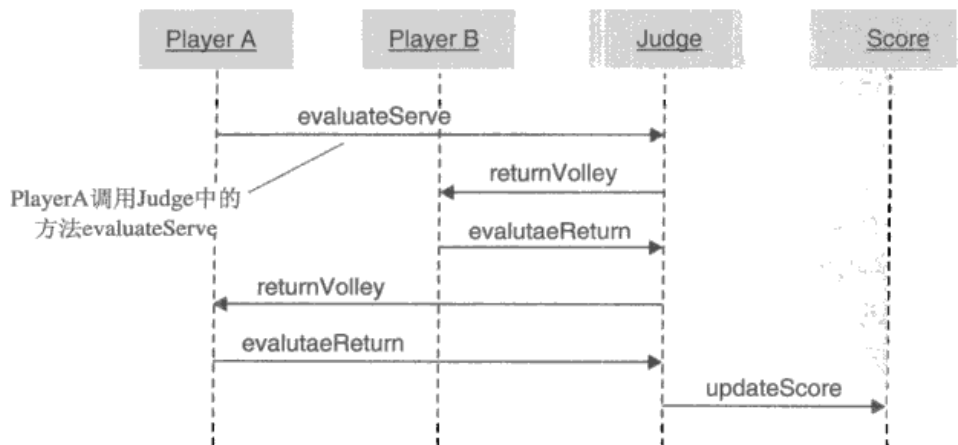 Player A
Player B
Judge
Score
evaluateServe
returnVolley
PlayerA调用Judge中的
方法evaluateServe
evalutaeReturn
returnVolley
evalutaeReturn
updateScore